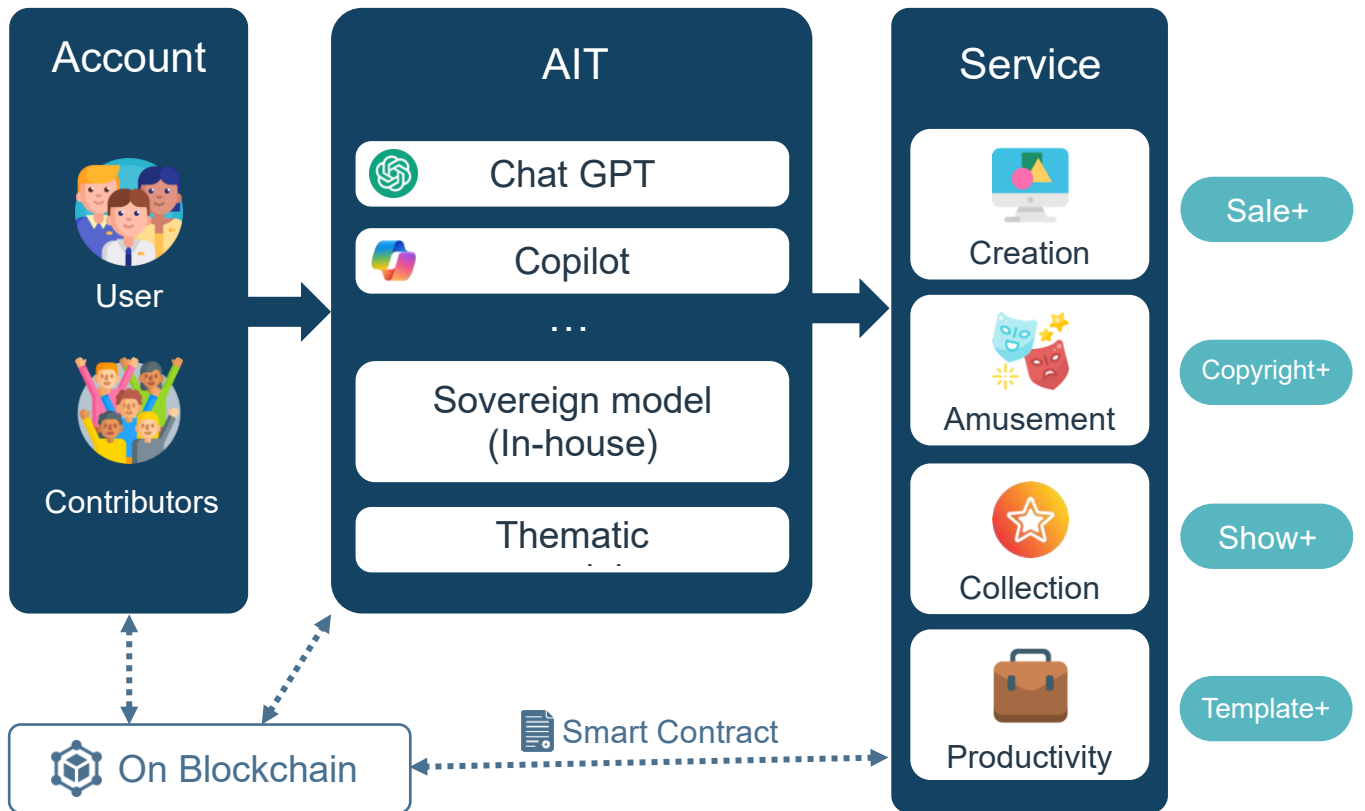 Account
User
Contributors
AIT
Chat GPT
Copilot
...
Sovereign model
(In-house)
Thematic
Service
Creation
Amusement
Collection
Productivity
Sale+
Copyright+
Show+
Template+
On Blockchain
Smart Contract